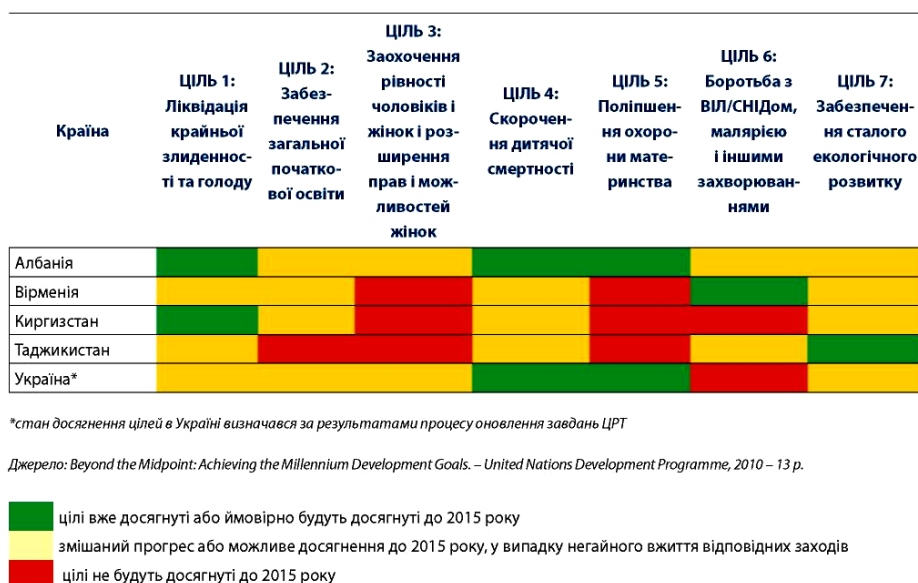 Країна
ЦІЛЬ 1:
Ліквідація
крайньої
злиденнос-
ті та голоду
ЦІЛЬ 2:
Забез-
печення
загальної
початко-
вої освіти
ЦІЛЬ 3:
Заохочення
рівності
чоловіків і
жінок і роз-
ширення
прав і мож-
ливостей
жінок
ЦІЛЬ 4:
Скорочен-
ня дитячої
смертності
ЦІЛЬ 5:
Поліпшен-
ня охоро-
ни мате-
ринства
ЦІЛЬ 6:
Боротьба з
ВІЛ/СНІДом,
малярією
і іншими
захворюван-
нями
ЦІЛЬ 7:
Забезпечен-
ня сталого
екологічного
розвитку
Албанія
Вірменія
Киргизстан
Таджикистан
Україна*
*стан досягнення цілей в Україні визначався за результатами процесу оновлення завдань ЦРТ
Джерело: Beyond the Midpoint: Achieving the Millennium Development Goals. – United Nations Development Programme, 2010 – 13 p.
цілі вже досягнуті або ймовірно будуть досягнуті до 2015 року
змішаний прогрес або можливе досягнення до 2015 року, у випадку негайного вжиття відповідних заходів
цілі не будуть досягнуті до 2015 року